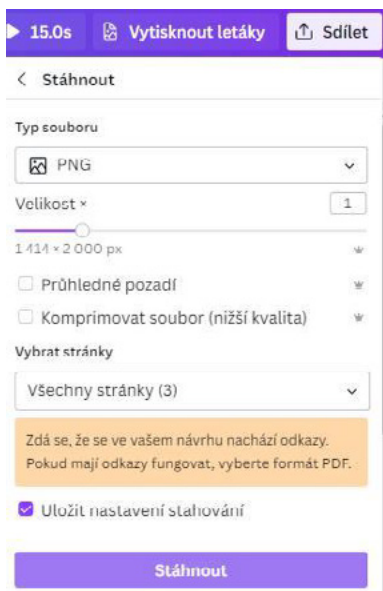 15.0s Vytisknout letáky Sdílet
Stáhnout
Typ souboru
PNG
Velikost × 1
1 414 × 2 000 px
Průhledné pozadí
Komprimovat soubor (nižší kvalita)
Vybrat stránky
Všechny stránky (3)
Zdá se, že se ve vašem návrhu nachází odkazy.
Pokud mají odkazy fungovat, vyberte formát PDF.
Uložit nastavení stahování
Stáhnout